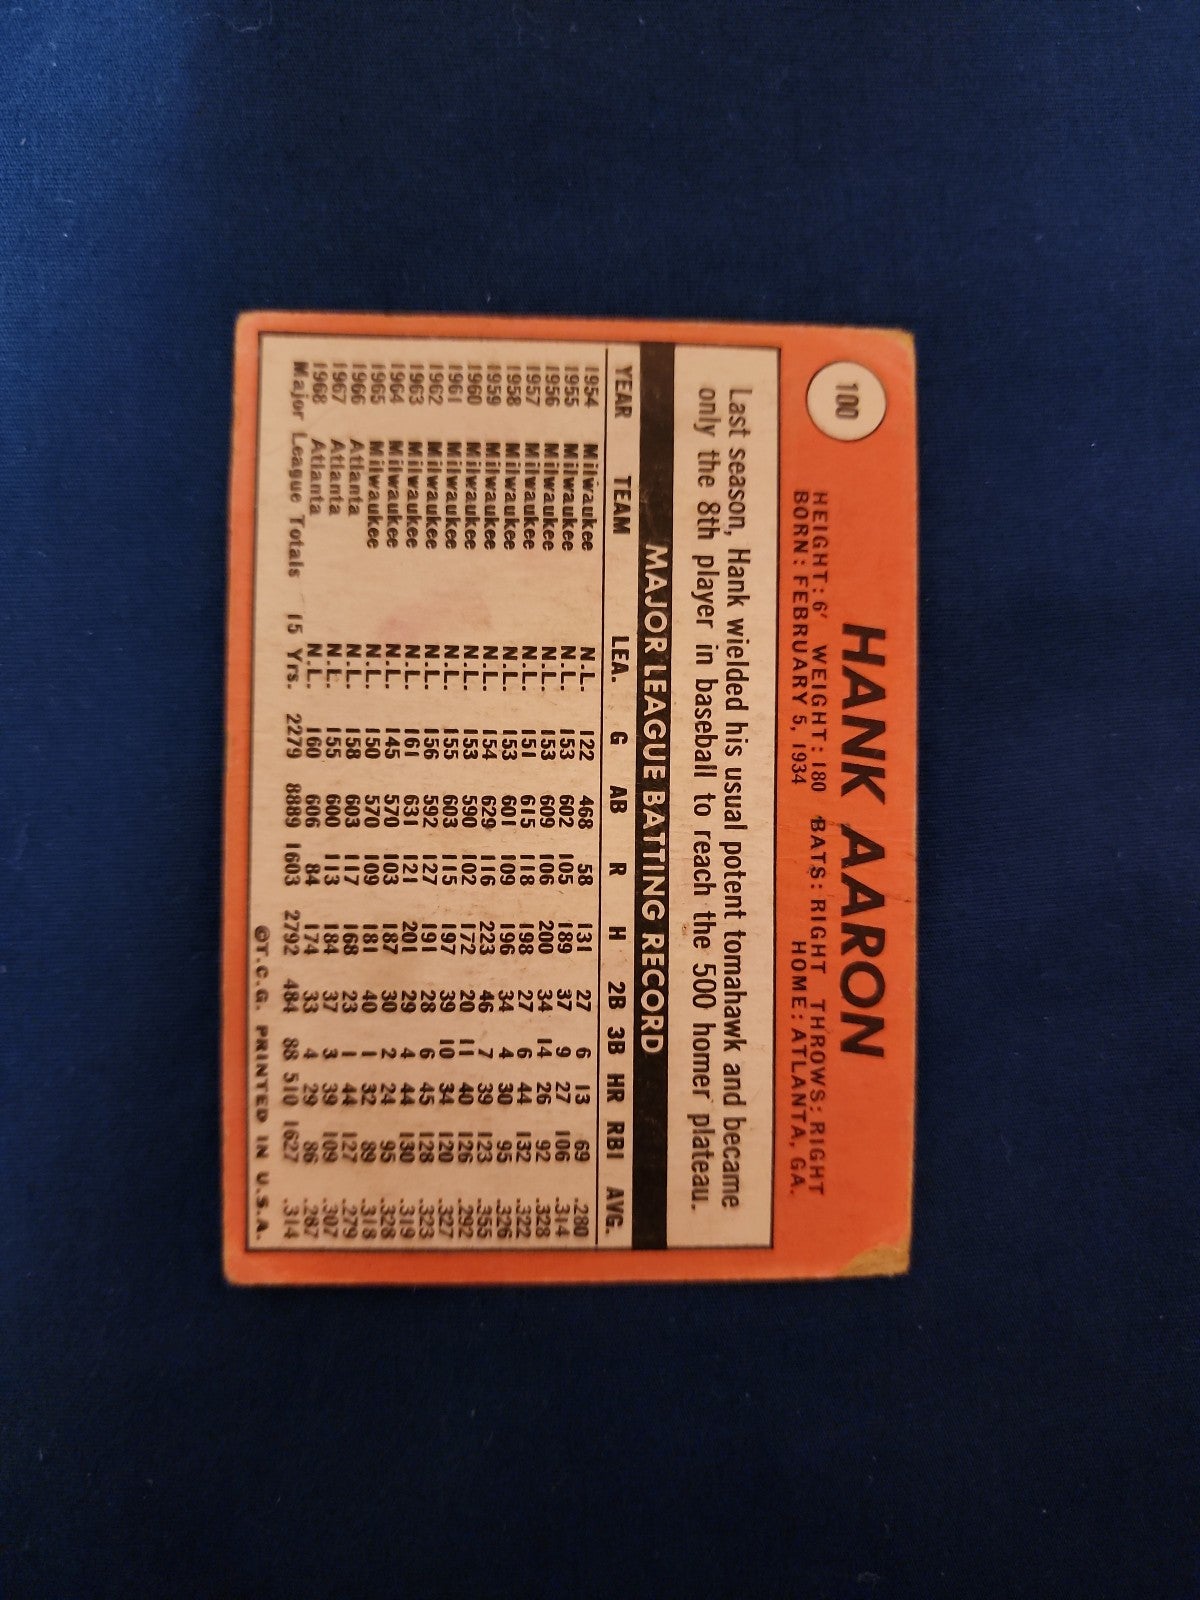 100
HANK AARON
HEIGHT: 6' WEIGHT: 180 BATS: RIGHT THROWS: RIGHT
BORN: FEBRUARY 5, 1934 HOME: ATLANTA, GA.
Last season, Hank wielded his usual potent tomahawk and became
only the 8th player in baseball to reach the 500 homer plateau.
MAJOR LEAGUE BATTING RECORD
YEAR TEAM LEA. G AB R H 2B 3B HR RBI AVG.
1954 Milwaukee N.L. 122 468 58 131 27 6 13 69 .280
1955 Milwaukee N.L. 153 602 105 189 37 9 27 106 .314
1956 Milwaukee N.L. 153 609 106 200 34 14 26 92 .328
1957 Milwaukee N.L. 151 615 118 198 27 6 44 132 .322
1958 Milwaukee N.L. 153 601 109 196 34 4 30 95 .326
1959 Milwaukee N.L. 154 629 116 223 46 7 39 123 .355
1960 Milwaukee N.L. 153 590 102 172 20 11 40 126 .292
1961 Milwaukee N.L. 155 603 115 197 39 10 34 120 .327
1962 Milwaukee N.L. 156 592 127 191 28 6 45 128 .323
1963 Milwaukee N.L. 161 631 121 201 29 4 44 130 .319
1964 Milwaukee N.L. 145 570 103 187 30 2 24 95 .328
1965 Milwaukee N.L. 150 570 109 181 40 1 32 89 .318
1966 Atlanta N.L. 158 603 117 168 23 1 44 127 .279
1967 Atlanta N.L. 155 600 113 184 37 3 39 109 .307
1968 Atlanta N.L. 160 606 84 174 33 4 29 86 .287
Major League Totals 15 Yrs. 2279 8889 1603 2792 484 88 510 1627 .314
©T.C.G. PRINTED IN U.S.A.